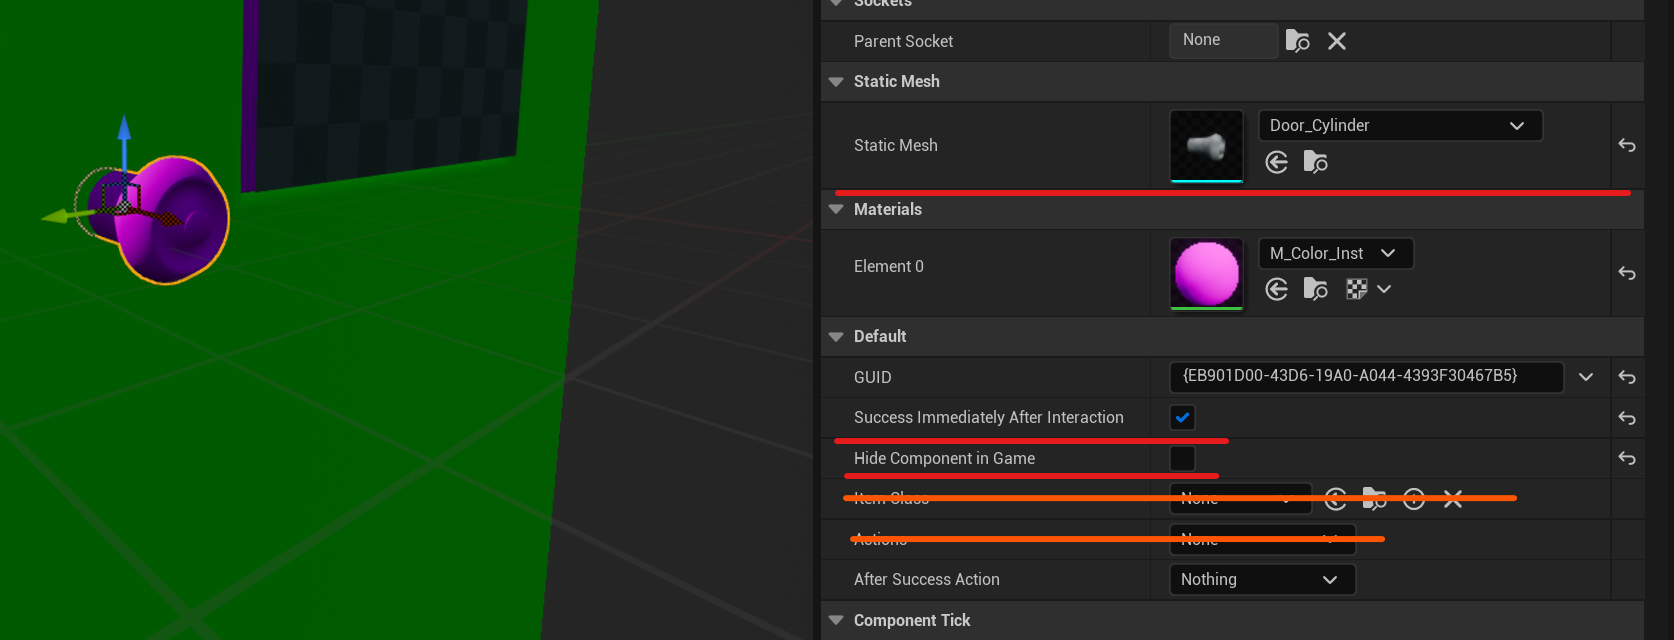 Sockets
Parent Socket None
Static Mesh
Static Mesh Door_Cylinder
Materials
Element 0 M_Color_Inst
Default
GUID {EB901D00-43D6-19A0-A044-4393F30467B5}
Success Immediately After Interaction
Hide Component in Game
Item Class None
Actions None
After Success Action Nothing
Component Tick